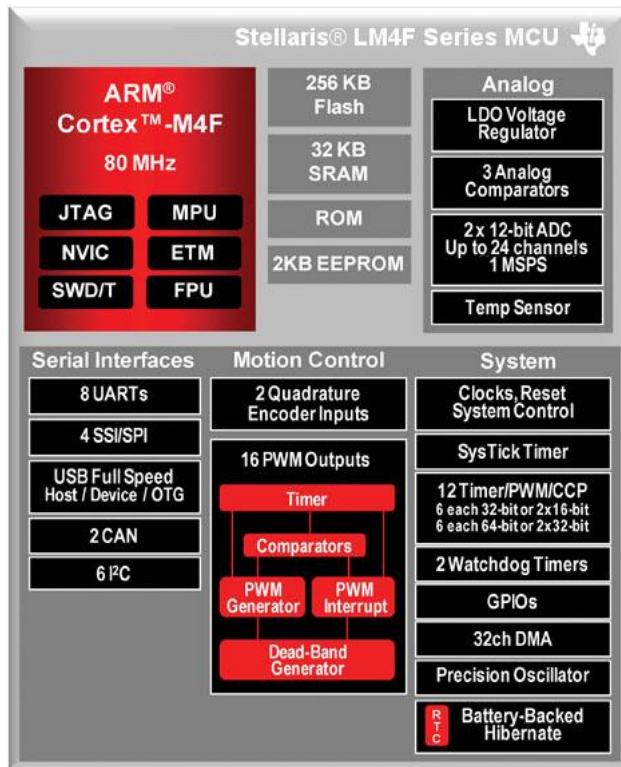 Stellaris® LM4F Series MCU
ARM®
Cortex™-M4F
80 MHz
JTAG
MPU
NVIC
ETM
SWD/T
FPU
256 KB
Flash
32 KB
SRAM
ROM
2KB EEPROM
Analog
LDO Voltage
Regulator
3 Analog
Comparators
2 x 12-bit ADC
Up to 24 channels
1 MSPS
Temp Sensor
Serial Interfaces
8 UARTs
4 SSI/SPI
USB Full Speed
Host / Device / OTG
2 CAN
6 I²C
Motion Control
2 Quadrature
Encoder Inputs
16 PWM Outputs
Timer
Comparators
PWM
Generator
PWM
Interrupt
Dead-Band
Generator
System
Clocks, Reset
System Control
SysTick Timer
12 Timer/PWM/CCP
6 each 32-bit or 2x16-bit
6 each 64-bit or 2x32-bit
2 Watchdog Timers
GPIOs
32ch DMA
Precision Oscillator
RTC
Battery-Backed
Hibernate